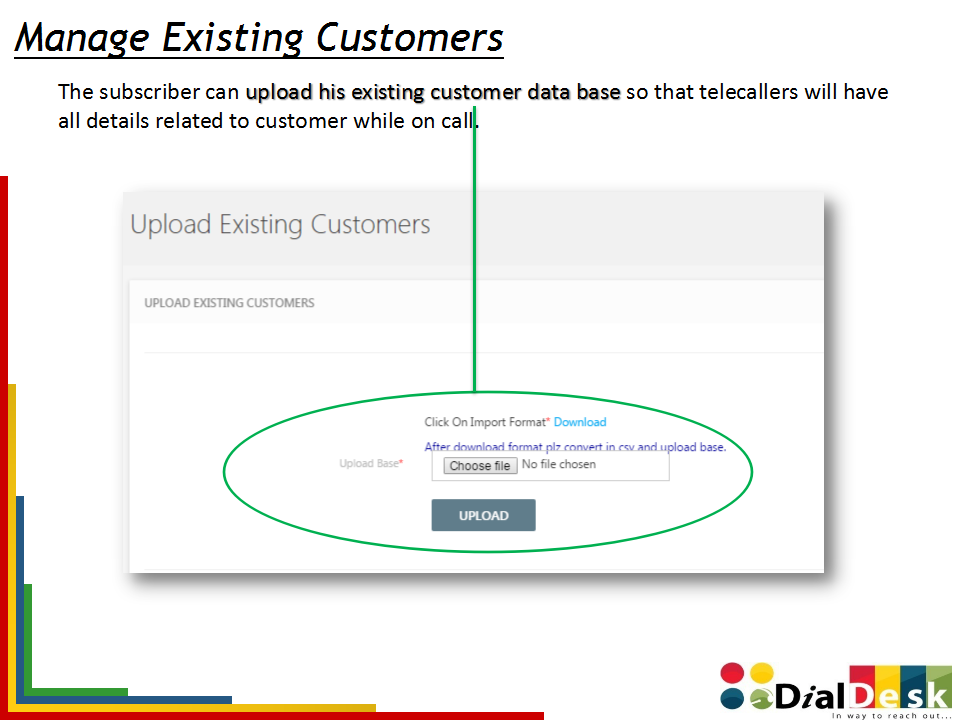 Manage Existing Customers
The subscriber can upload his existing customer data base so that telecallers will have
all details related to customer while on call.
Upload Existing Customers
UPLOAD EXISTING CUSTOMERS
Click On Import Format* Download
After download format plz convert in csv and upload base.
Upload Base*
Choose file No file chosen
UPLOAD
DialDesk
In way to reach out...